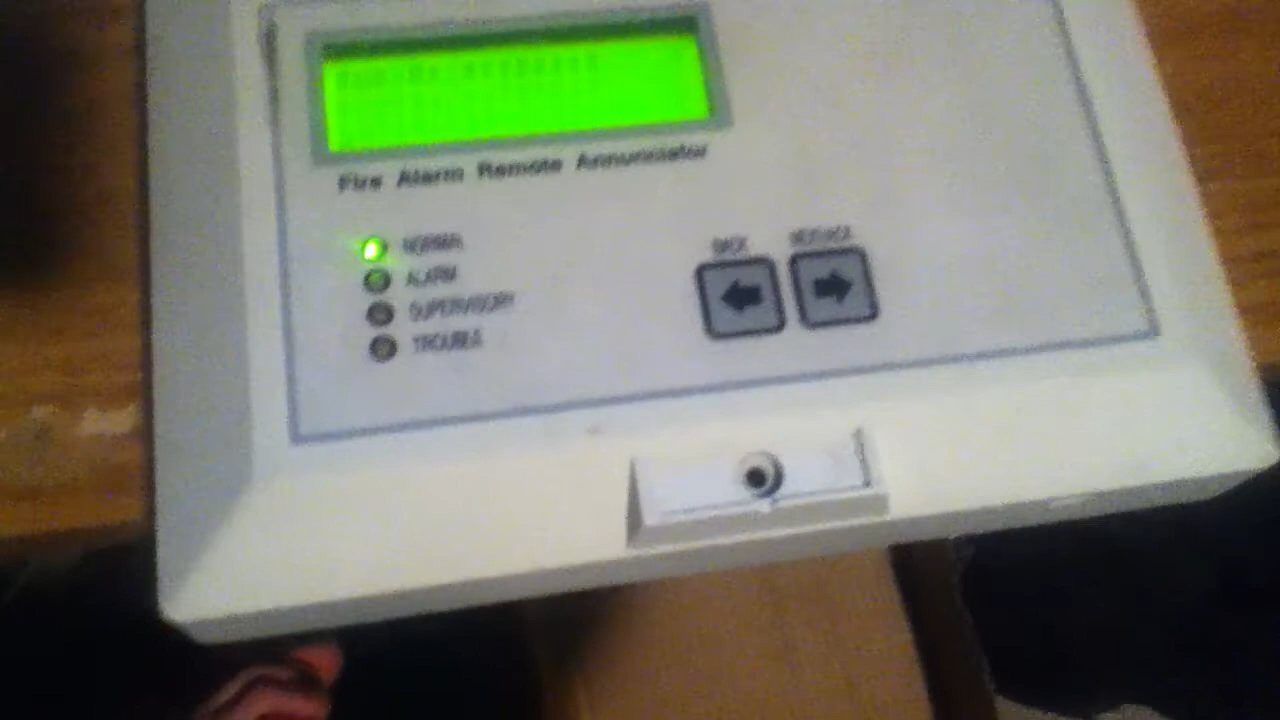 Fire Alarm Remote Annunciator
NORMAL
ALARM
SUPERVISORY
TROUBLE
BACK